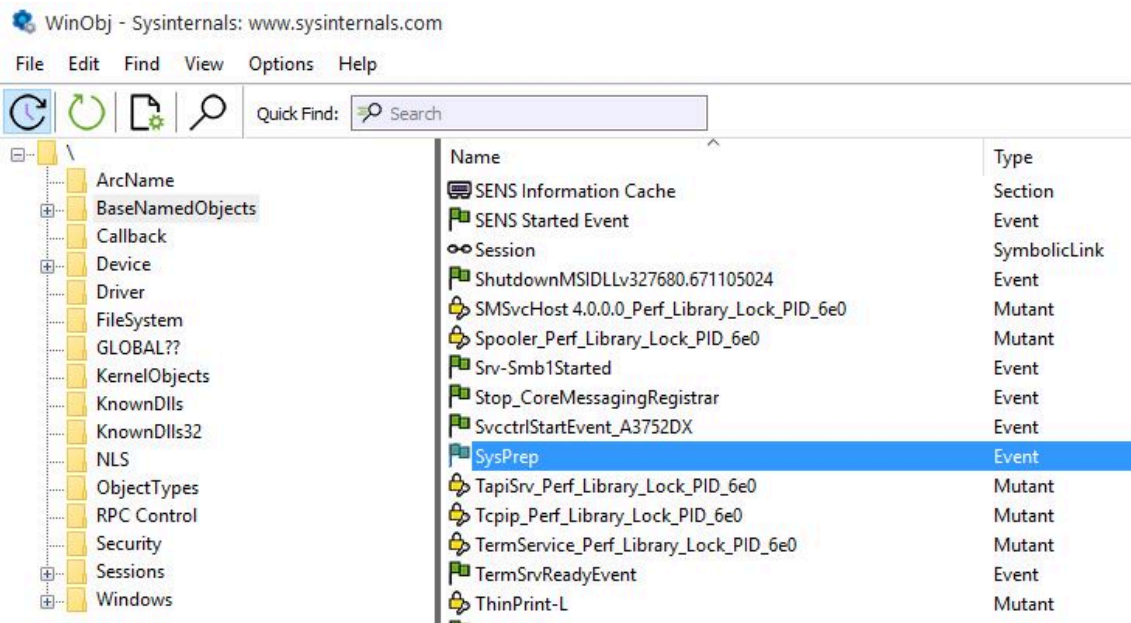 WinObj - Sysinternals: www.sysinternals.com
File Edit Find View Options Help
Quick Find: Search
\
ArcName
BaseNamedObjects
Callback
Device
Driver
FileSystem
GLOBAL??
KernelObjects
KnownDlls
KnownDlls32
NLS
ObjectTypes
RPC Control
Security
Sessions
Windows
Name Type
SENS Information Cache Section
SENS Started Event Event
Session SymbolicLink
ShutdownMSIDLLv327680.671105024 Event
SMSvcHost 4.0.0.0_Perf_Library_Lock_PID_6e0 Mutant
Spooler_Perf_Library_Lock_PID_6e0 Mutant
Srv-Smb1Started Event
Stop_CoreMessagingRegistrar Event
SvcctrlStartEvent_A3752DX Event
SysPrep Event
TapiSrv_Perf_Library_Lock_PID_6e0 Mutant
Tcpip_Perf_Library_Lock_PID_6e0 Mutant
TermService_Perf_Library_Lock_PID_6e0 Mutant
TermSrvReadyEvent Event
ThinPrint-L Mutant